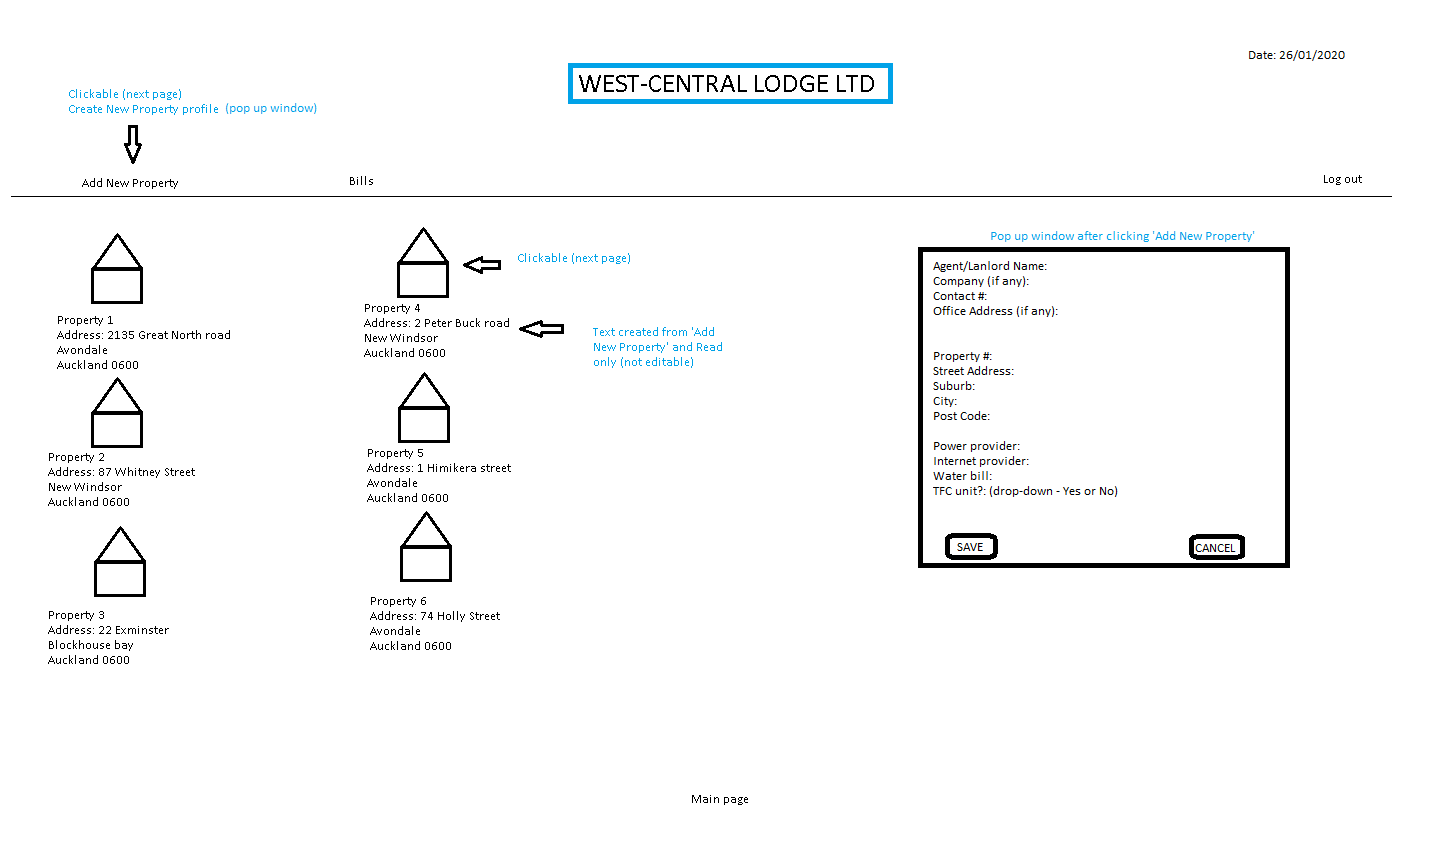 Date: 26/01/2020
WEST-CENTRAL LODGE LTD
Clickable (next page)
Create New Property profile (pop up window)
Add New Property
Bills
Log out
Property 1
Address: 2135 Great North road
Avondale
Auckland 0600
Property 2
Address: 87 Whitney Street
New Windsor
Auckland 0600
Property 3
Address: 22 Exminster
Blockhouse bay
Auckland 0600
Clickable (next page)
Property 4
Address: 2 Peter Buck road
New Windsor
Auckland 0600
Text created from 'Add
New Property' and Read
only (not editable)
Property 5
Address: 1 Himikera street
Avondale
Auckland 0600
Property 6
Address: 74 Holly Street
Avondale
Auckland 0600
Pop up window after clicking 'Add New Property'
Agent/Lanlord Name:
Company (if any):
Contact #:
Office Address (if any):
Property #:
Street Address:
Suburb:
City:
Post Code:
Power provider:
Internet provider:
Water bill:
TFC unit?: (drop-down - Yes or No)
SAVE
CANCEL
Main page